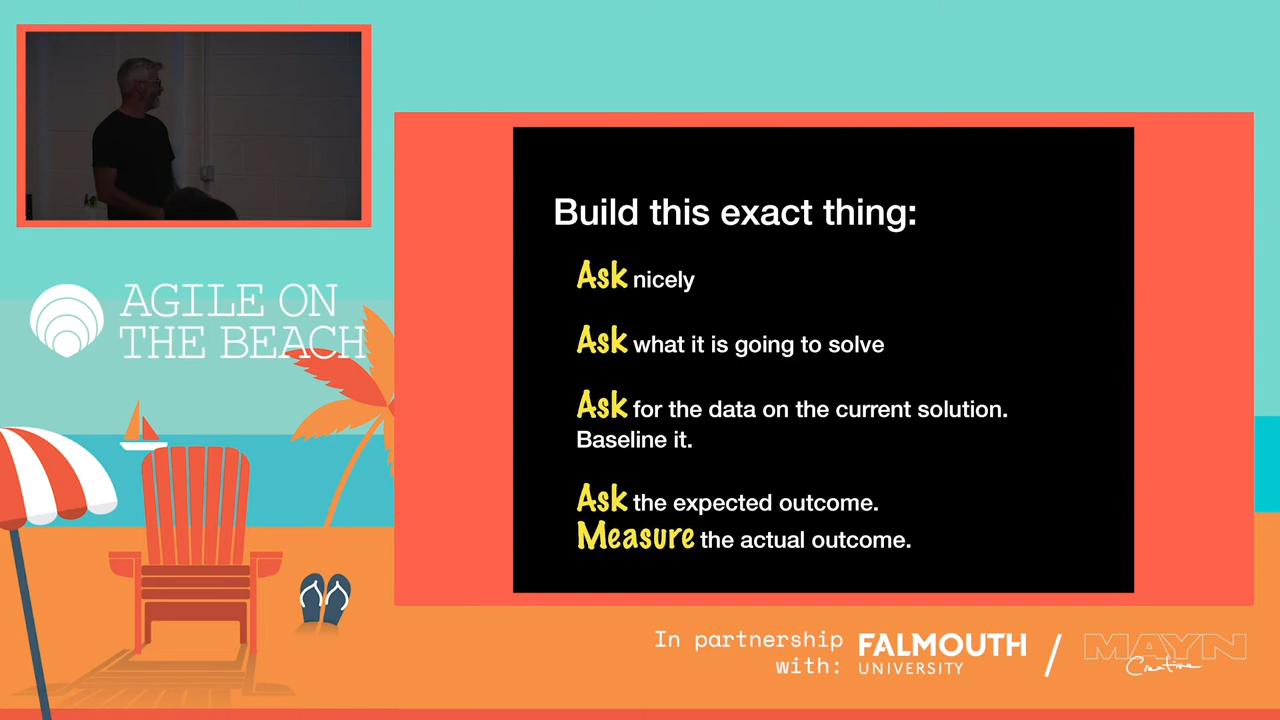 AGILE ON
THE BEACH
Build this exact thing:
Ask nicely
Ask what it is going to solve
Ask for the data on the current solution.
Baseline it.
Ask the expected outcome.
Measure the actual outcome.
In partnership
with:
FALMOUTH
UNIVERSITY
/
MAYN
Creative